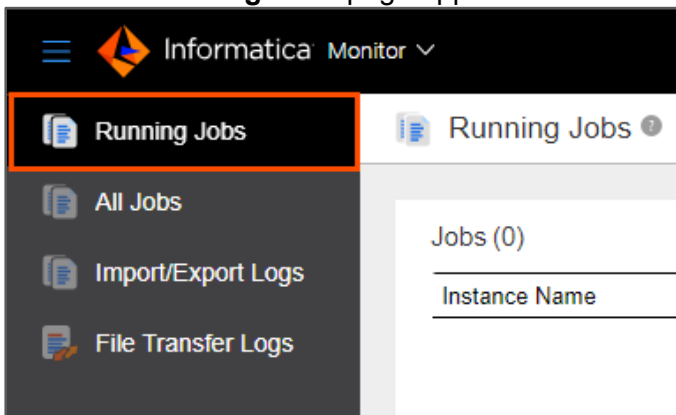 Informatica Monitor
Running Jobs
Running Jobs ?
All Jobs
Jobs (0)
Import/Export Logs
Instance Name
File Transfer Logs